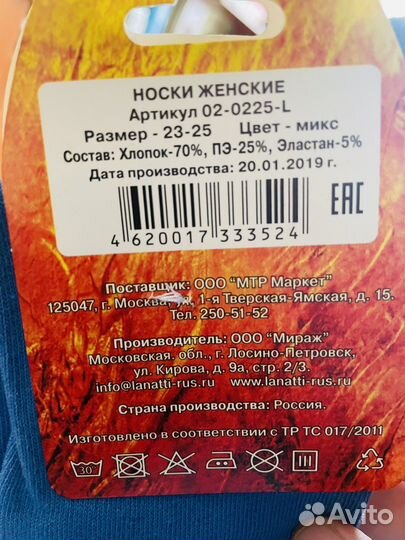 НОСКИ ЖЕНСКИЕ
Артикул 02-0225-L
Размер - 23-25 Цвет - микс
Состав: Хлопок-70%, ПЭ-25%, Эластан-5%
Дата производства: 20.01.2019 г.
4 620017 333524
EAC
Поставщик: ООО "МТР Маркет"
125047, г. Москва, ул. 1-я Тверская-Ямская, д. 15.
Тел. 250-51-52
Производитель: ООО "Мираж"
Московская. обл., г. Лосино-Петровск,
ул. Кирова, д. 9а, стр. 2/3.
info@lanatti-rus.ru www.lanatti-rus.ru
Страна производства: Россия.
Изготовлено в соответствии с ТР ТС 017/2011
30°
Avito